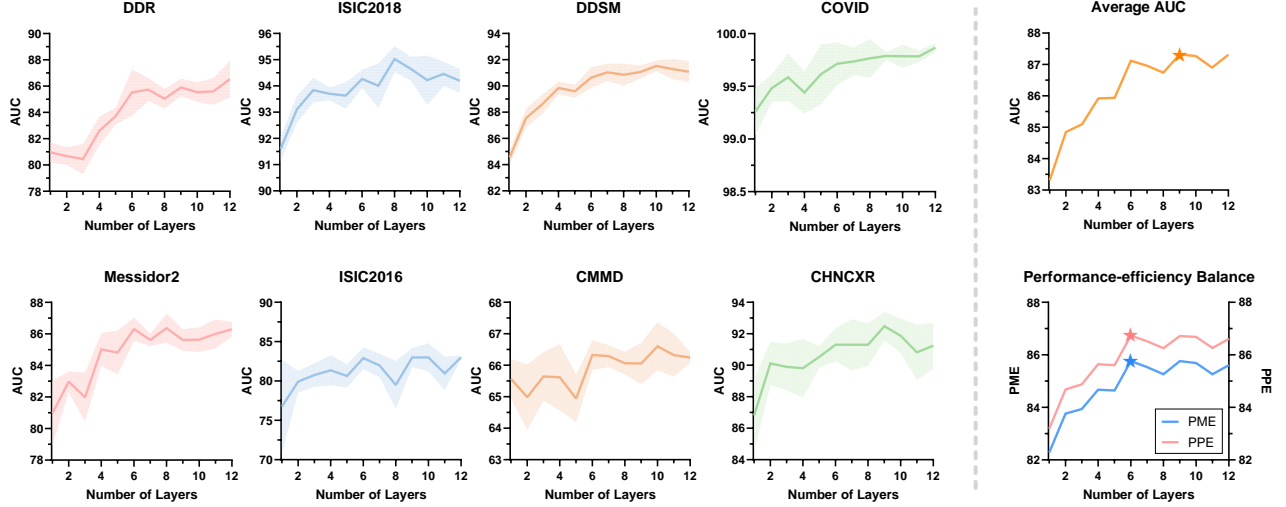 DDR
90
88
86
84
82
80
78
AUC
2 4 6 8 10 12
Number of Layers
ISIC2018
96
95
94
93
92
91
90
AUC
2 4 6 8 10 12
Number of Layers
DDSM
96
94
92
90
88
86
84
82
AUC
2 4 6 8 10 12
Number of Layers
COVID
100.0
99.5
99.0
98.5
AUC
2 4 6 8 10 12
Number of Layers
Average AUC
88
87
86
85
84
83
AUC
2 4 6 8 10 12
Number of Layers
Messidor2
88
86
84
82
80
78
AUC
2 4 6 8 10 12
Number of Layers
ISIC2016
90
85
80
75
70
AUC
2 4 6 8 10 12
Number of Layers
CMMD
68
67
66
65
64
63
AUC
2 4 6 8 10 12
Number of Layers
CHNCXR
94
92
90
88
86
84
AUC
2 4 6 8 10 12
Number of Layers
Performance-efficiency Balance
88
86
84
82
PME
88
86
84
82
PPE
PME
PPE
2 4 6 8 10 12
Number of Layers